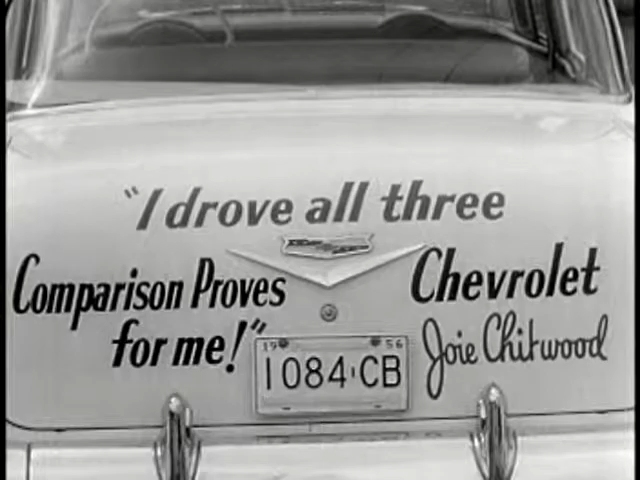 "I drove all three
Comparison Proves Chevrolet
for me!"
Joie Chitwood
19 56
1084·CB